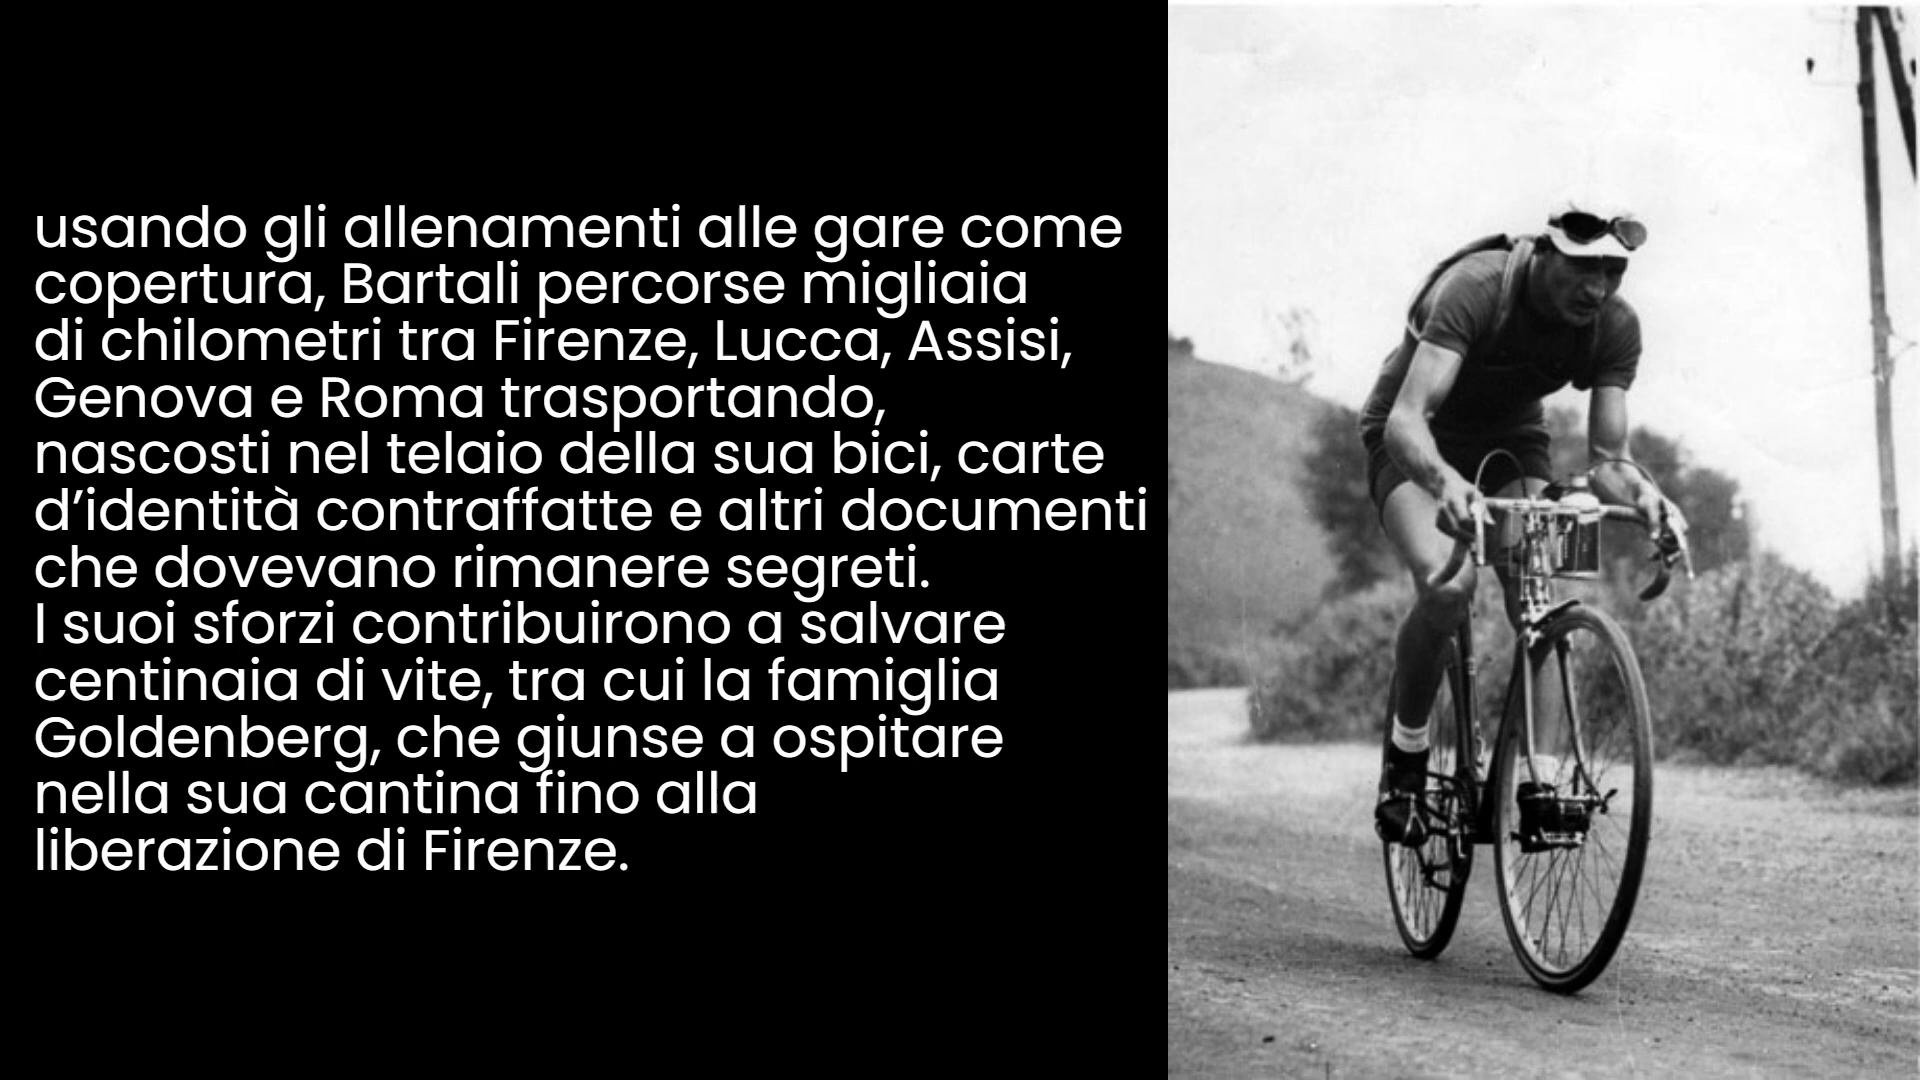 usando gli allenamenti alle gare come
copertura, Bartali percorse migliaia
di chilometri tra Firenze, Lucca, Assisi,
Genova e Roma trasportando,
nascosti nel telaio della sua bici, carte
d’identità contraffatte e altri documenti
che dovevano rimanere segreti.
I suoi sforzi contribuirono a salvare
centinaia di vite, tra cui la famiglia
Goldenberg, che giunse a ospitare
nella sua cantina fino alla
liberazione di Firenze.